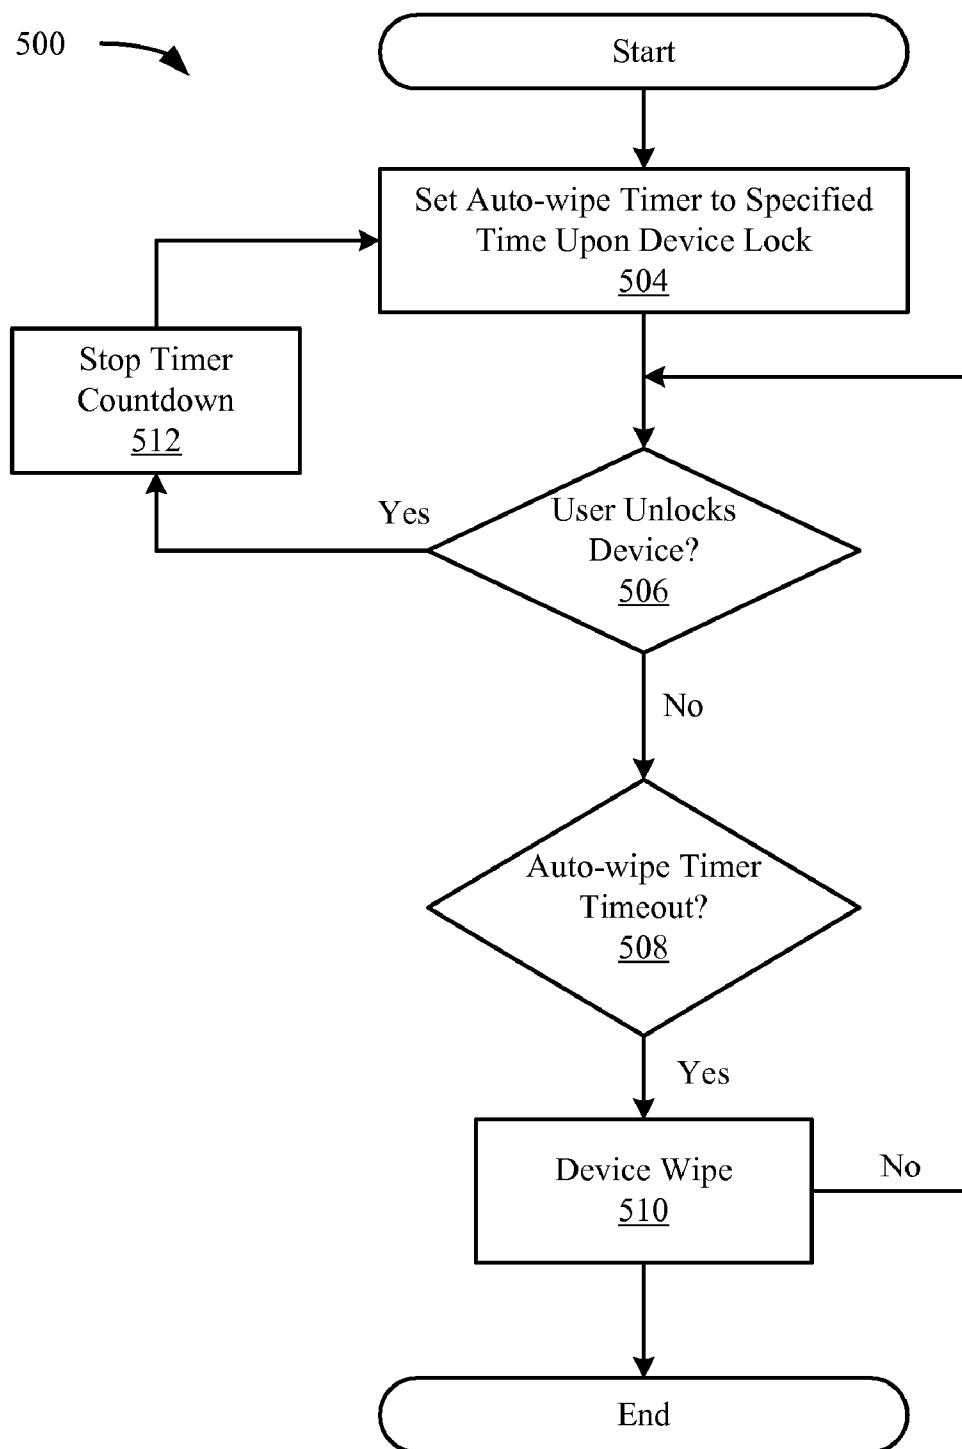 500
Start
Set Auto-wipe Timer to Specified
Time Upon Device Lock
504
Stop Timer
Countdown
512
Yes
User Unlocks
Device?
506
No
Auto-wipe Timer
Timeout?
508
Yes
Device Wipe
510
No
End